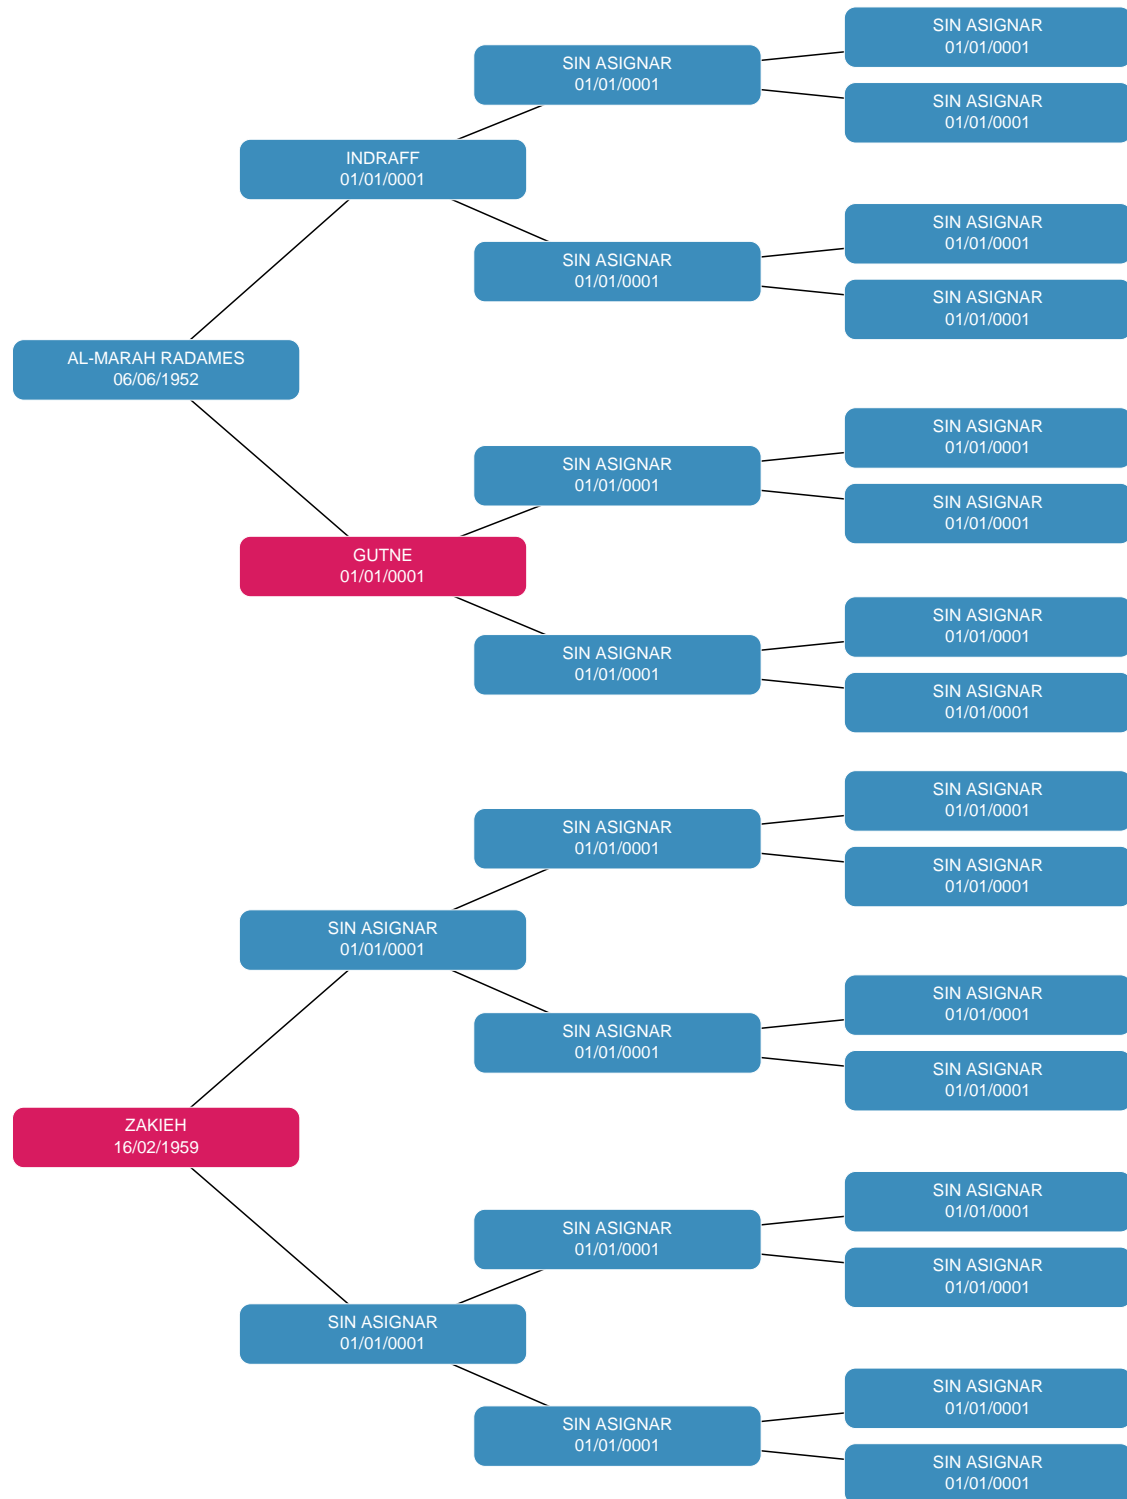 SIN ASIGNAR
01/01/0001
SIN ASIGNAR
01/01/0001
SIN ASIGNAR
01/01/0001
INDRAFF
01/01/0001
SIN ASIGNAR
01/01/0001
SIN ASIGNAR
01/01/0001
SIN ASIGNAR
01/01/0001
AL-MARAH RADAMES
06/06/1952
SIN ASIGNAR
01/01/0001
SIN ASIGNAR
01/01/0001
SIN ASIGNAR
01/01/0001
GUTNE
01/01/0001
SIN ASIGNAR
01/01/0001
SIN ASIGNAR
01/01/0001
SIN ASIGNAR
01/01/0001
SIN ASIGNAR
01/01/0001
SIN ASIGNAR
01/01/0001
SIN ASIGNAR
01/01/0001
SIN ASIGNAR
01/01/0001
SIN ASIGNAR
01/01/0001
SIN ASIGNAR
01/01/0001
SIN ASIGNAR
01/01/0001
ZAKIEH
16/02/1959
SIN ASIGNAR
01/01/0001
SIN ASIGNAR
01/01/0001
SIN ASIGNAR
01/01/0001
SIN ASIGNAR
01/01/0001
SIN ASIGNAR
01/01/0001
SIN ASIGNAR
01/01/0001
SIN ASIGNAR
01/01/0001